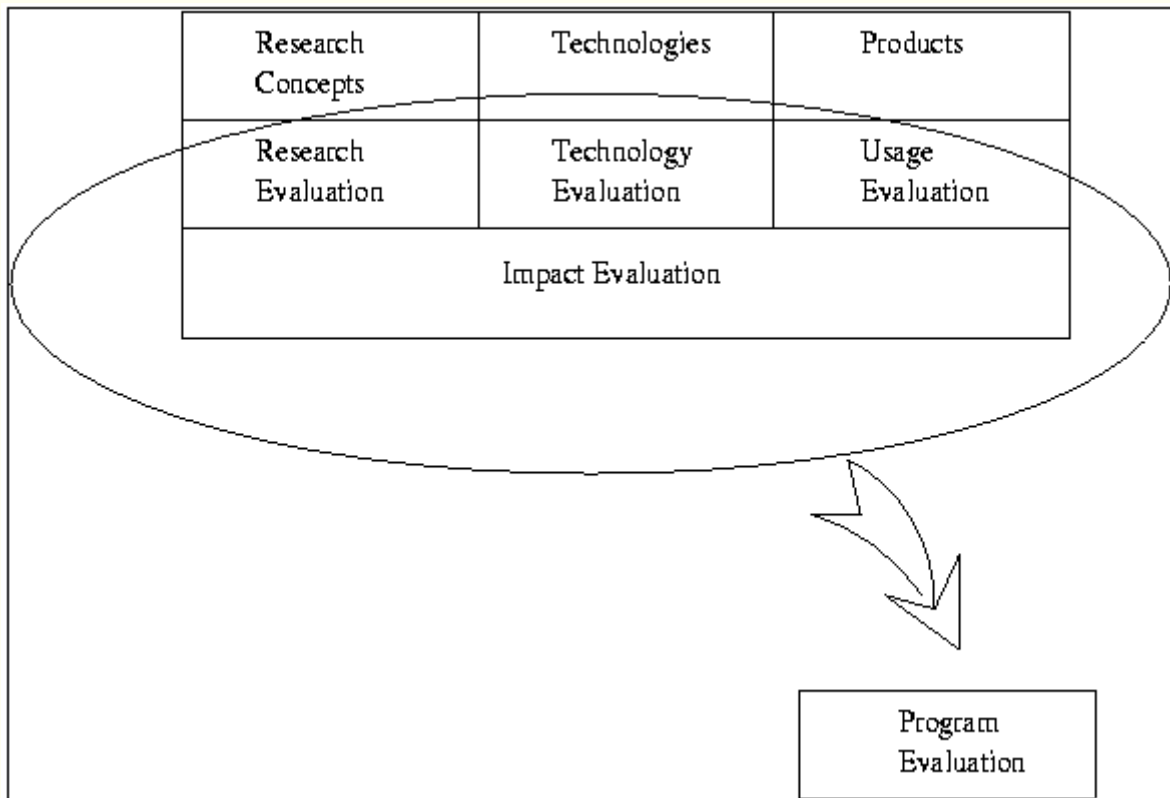 Research
Concepts
Technologies
Products
Research
Evaluation
Technology
Evaluation
Usage
Evaluation
Impact Evaluation
Program
Evaluation